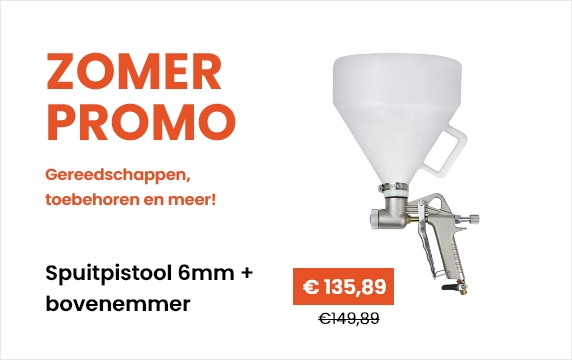 ZOMER
PROMO
Gereedschappen,
toebehoren en meer!
Spuitpistool 6mm +
bovenemmer
€ 135,89
€149,89